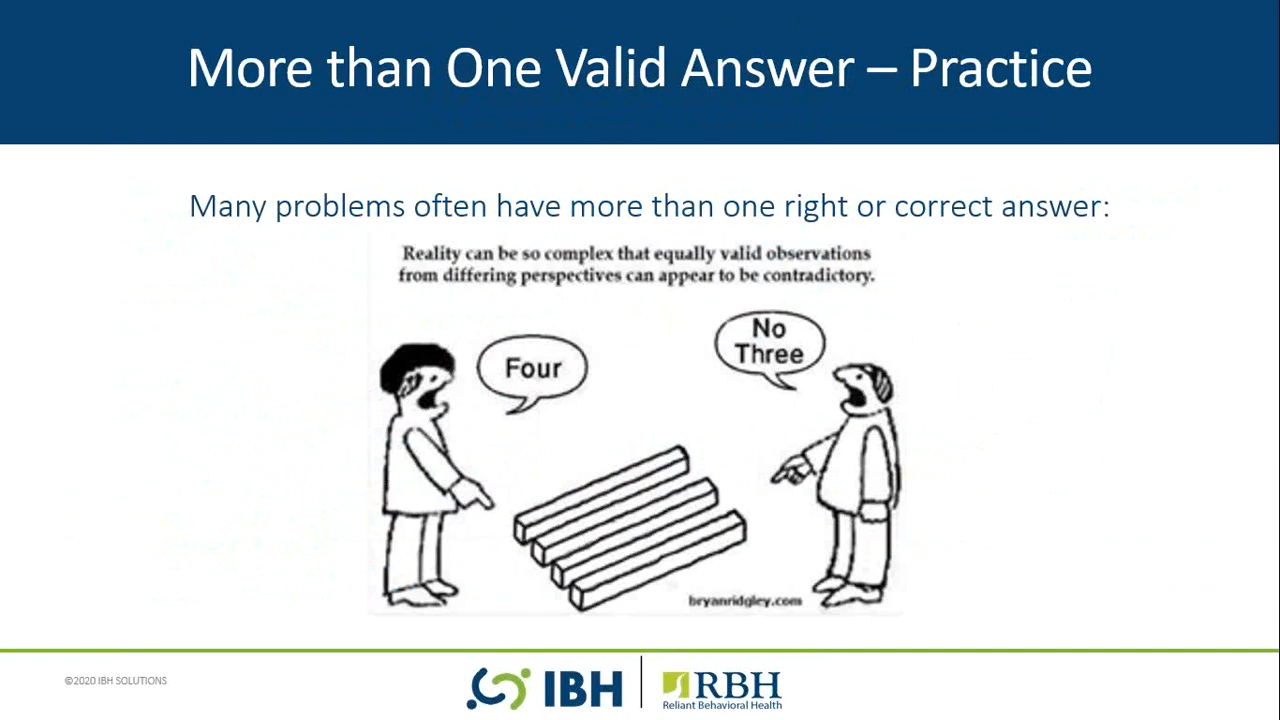 More than One Valid Answer – Practice
Many problems often have more than one right or correct answer:
Reality can be so complex that equally valid observations
from differing perspectives can appear to be contradictory.
Four
No
Three
bryanridgley.com
©2020 IBH SOLUTIONS
IBH
RBH
Reliant Behavioral Health